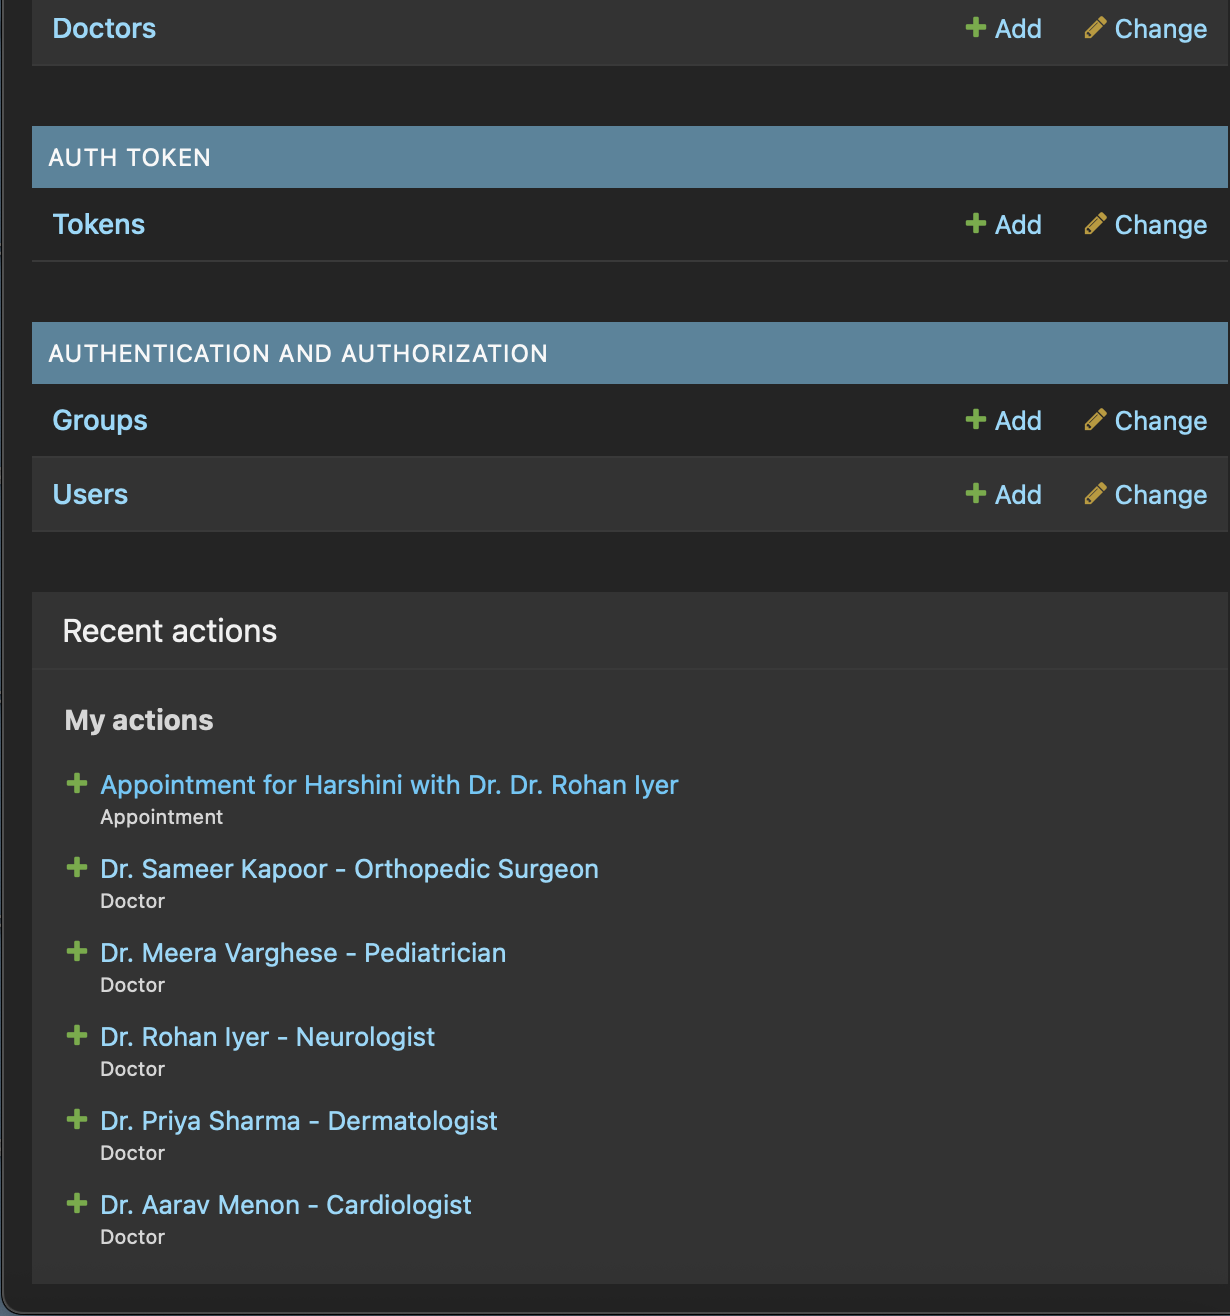 Doctors Add Change
AUTH TOKEN
Tokens Add Change
AUTHENTICATION AND AUTHORIZATION
Groups Add Change
Users Add Change
Recent actions
My actions
Appointment for Harshini with Dr. Dr. Rohan Iyer
Appointment
Dr. Sameer Kapoor - Orthopedic Surgeon
Doctor
Dr. Meera Varghese - Pediatrician
Doctor
Dr. Rohan Iyer - Neurologist
Doctor
Dr. Priya Sharma - Dermatologist
Doctor
Dr. Aarav Menon - Cardiologist
Doctor